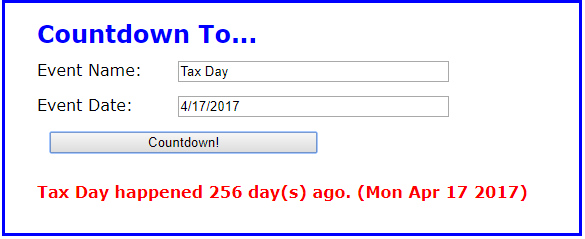 Countdown To...
Event Name: Tax Day
Event Date: 4/17/2017
Countdown!
Tax Day happened 256 day(s) ago. (Mon Apr 17 2017)